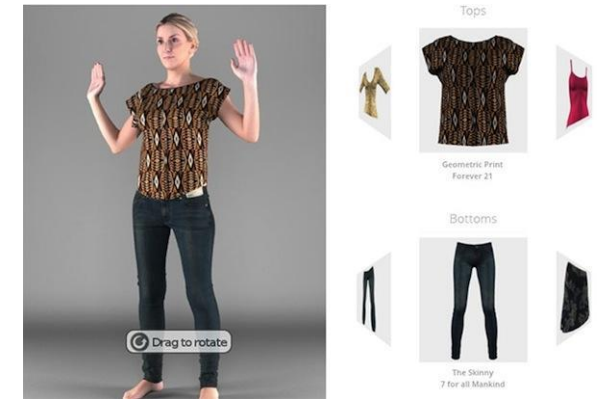 Tops
Geometric Print
Forever 21
Bottoms
Drag to rotate
The Skinny
7 for all Mankind